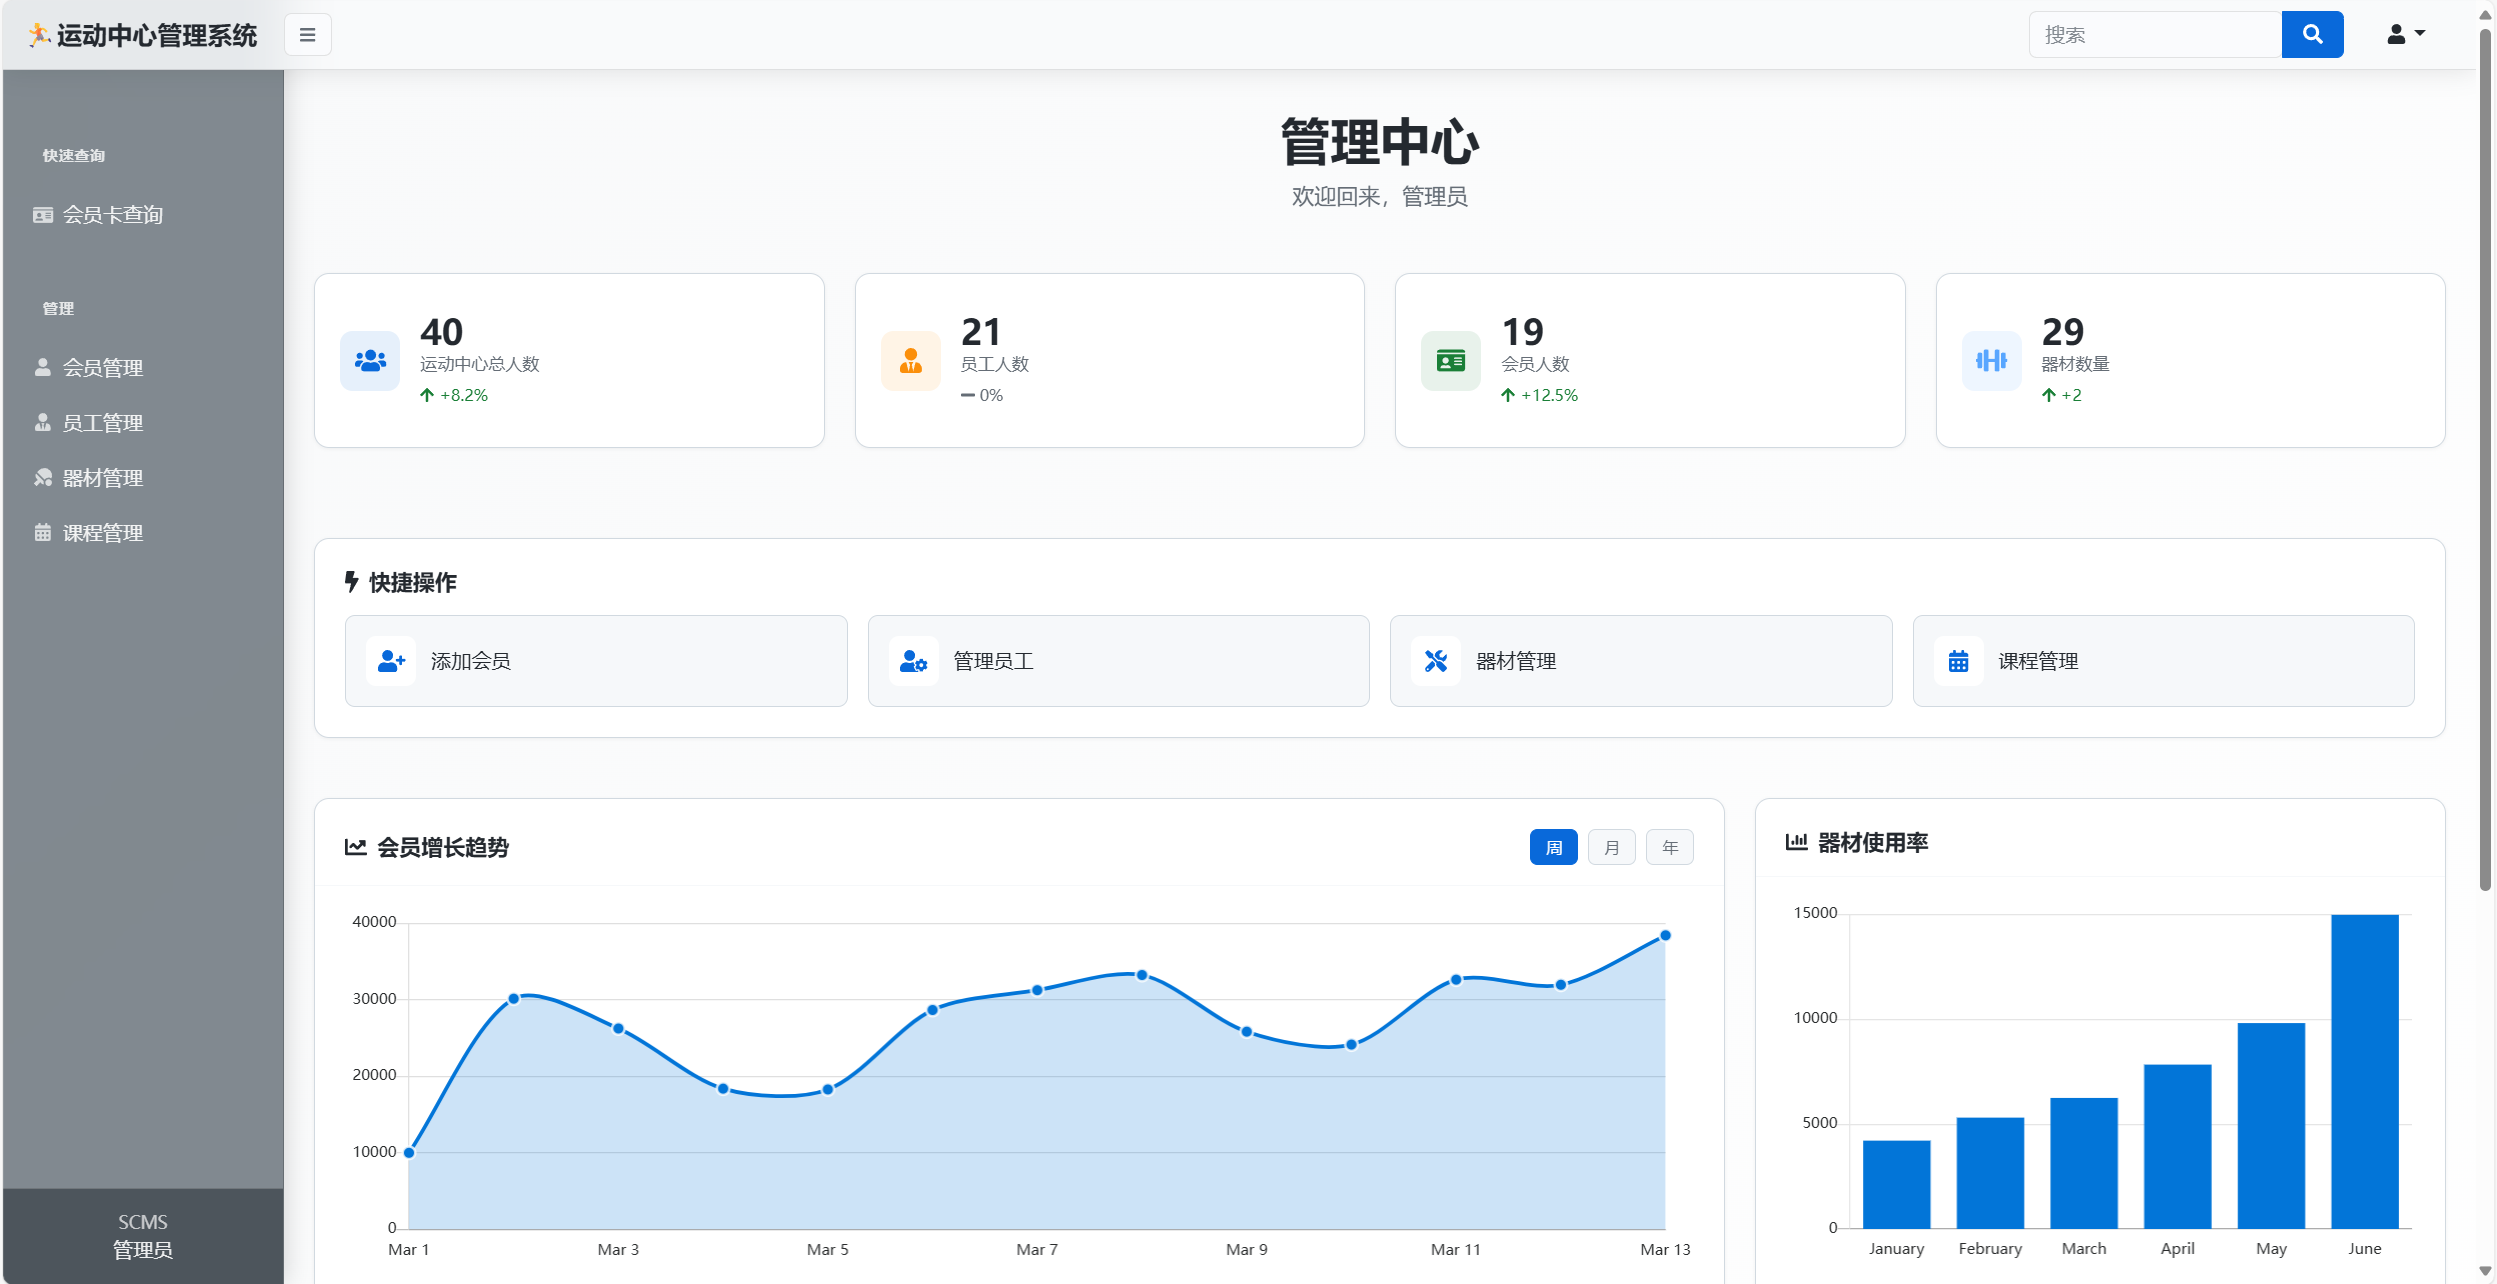 运动中心管理系统
搜索
快速查询
会员卡查询
管理
会员管理
员工管理
器材管理
课程管理
SCMS
管理员
管理中心
欢迎回来，管理员
40
运动中心总人数
+8.2%
21
员工人数
0%
19
会员人数
+12.5%
29
器材数量
+2
快捷操作
添加会员
管理员工
器材管理
课程管理
会员增长趋势
周 月 年
40000
30000
20000
10000
0
Mar 1 Mar 3 Mar 5 Mar 7 Mar 9 Mar 11 Mar 13
器材使用率
15000
10000
5000
0
January February March April May June